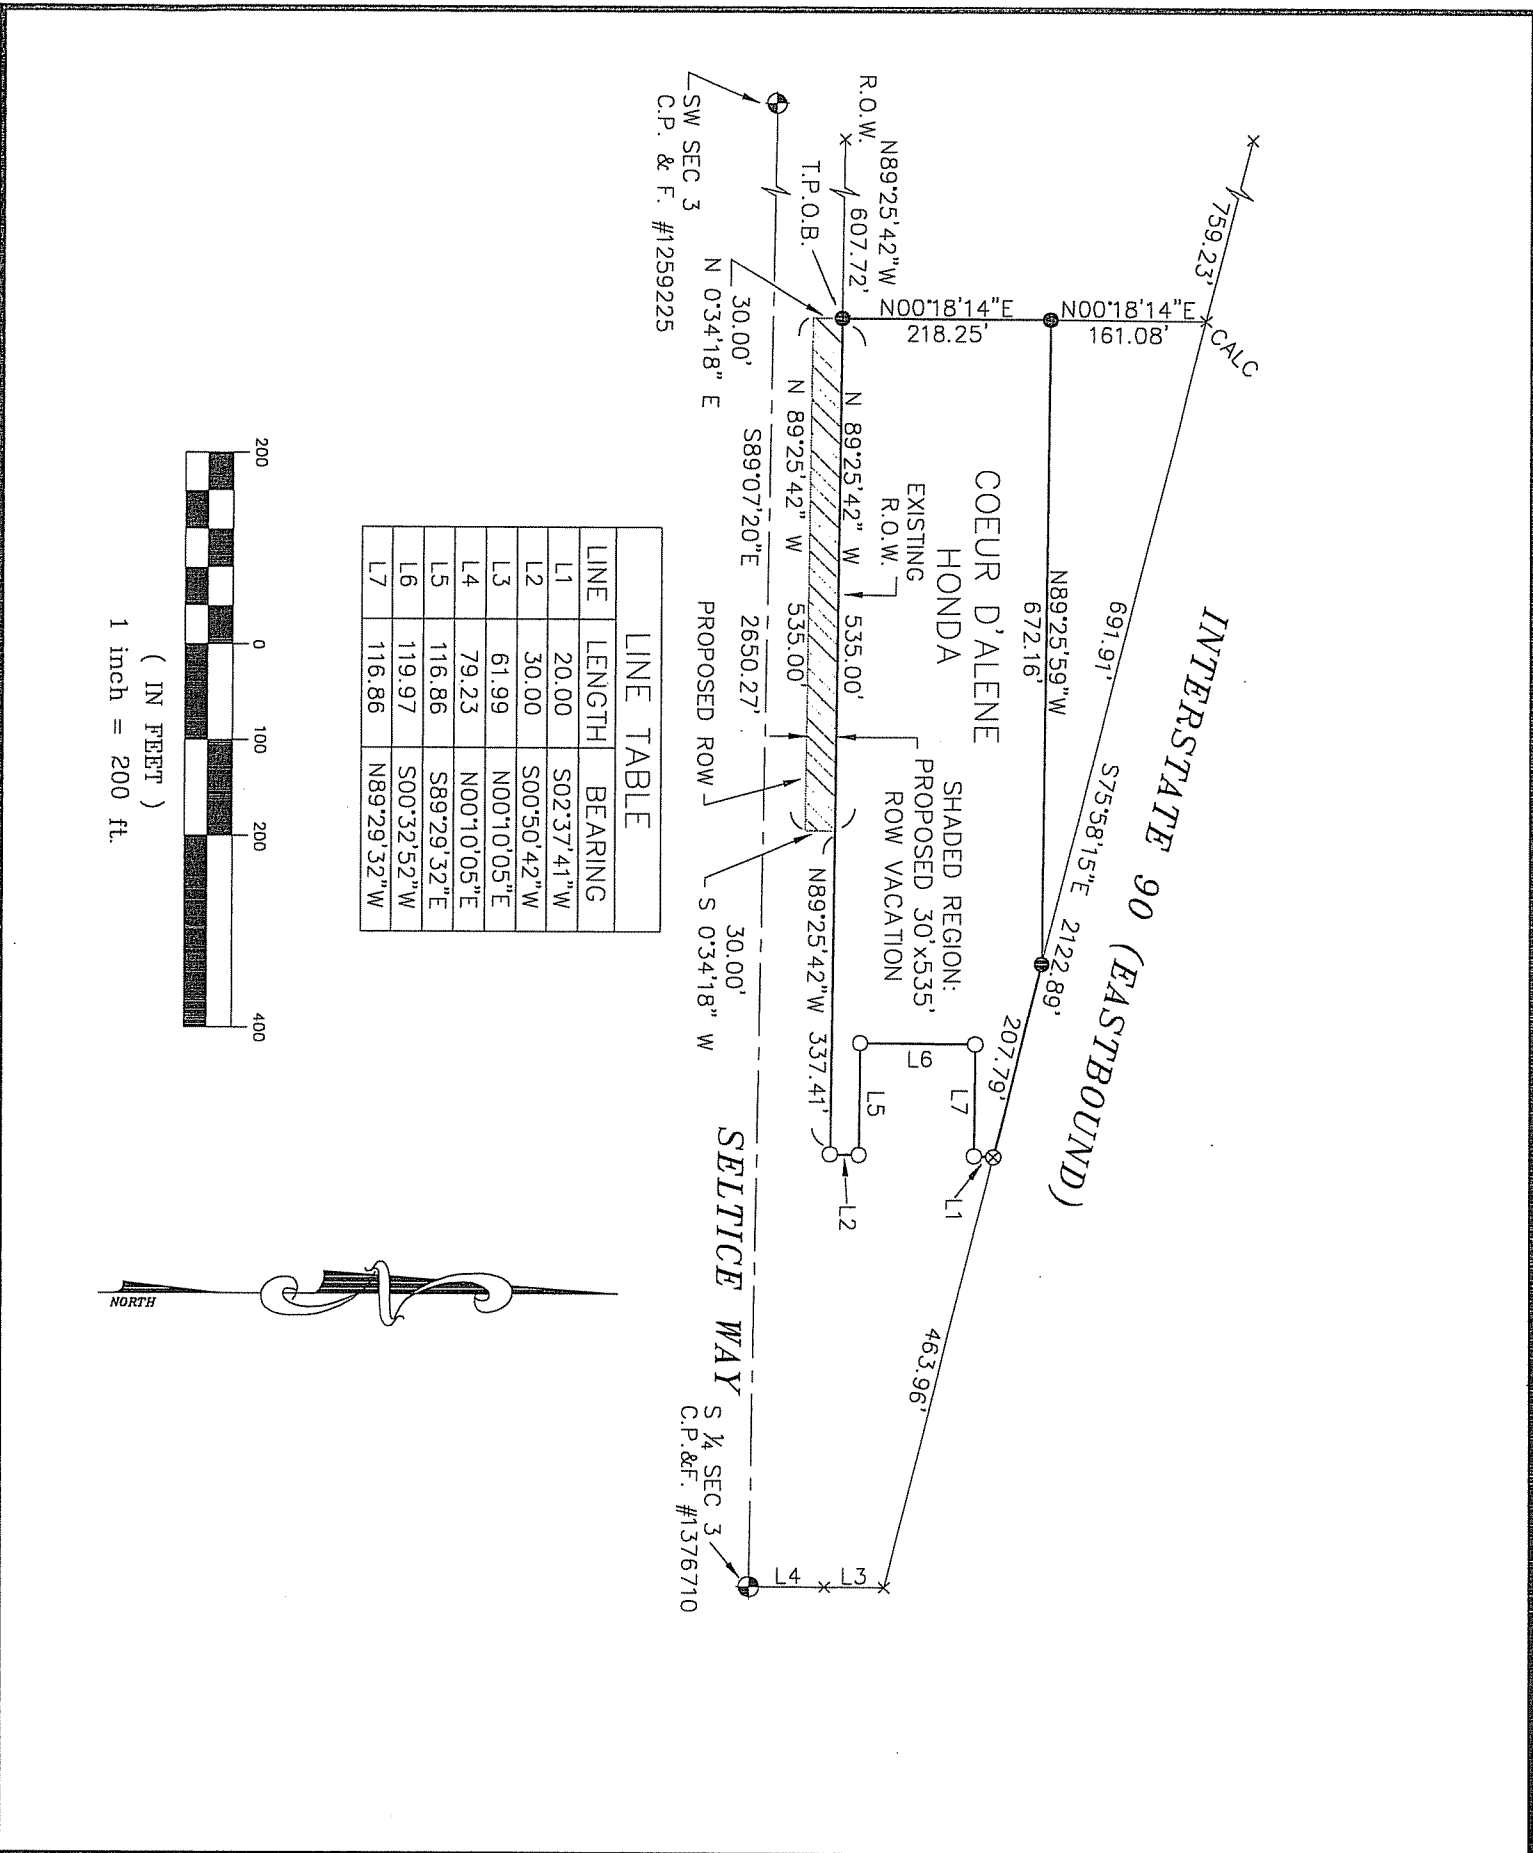 INTERSTATE 90 (EASTBOUND)
759.23'
CALC
691.91'
S75°58'15"E 2122.89'
207.79'
463.96'
N00°18'14"E
161.08'
N00°18'14"E
218.25'
N89°25'59"W
672.16'
COEUR D'ALENE
HONDA
EXISTING
R.O.W.
SHADED REGION:
PROPOSED 30'x535'
ROW VACATION
R.O.W.
N89°25'42"W
607.72'
T.P.O.B.
N 89°25'42" W 535.00'
N 89°25'42" W 535.00'
30.00'
N 0°34'18" E
S89°07'20"E 2650.27'
PROPOSED ROW
30.00'
S 0°34'18" W
N89°25'42"W 337.41'
L6
L7
L5
L1
L2
L4
L3
SW SEC 3
C.P. & F. #1259225
SELTICE WAY
S ¼ SEC 3
C.P.&F. #1376710
LINE TABLE
LINE LENGTH BEARING
L1 20.00 S02°37'41"W
L2 30.00 S00°50'42"W
L3 61.99 N00°10'05"E
L4 79.23 N00°10'05"E
L5 116.86 S89°29'32"E
L6 119.97 S00°32'52"W
L7 116.86 N89°29'32"W
200 0 100 200 400
( IN FEET )
1 inch = 200 ft.
NORTH